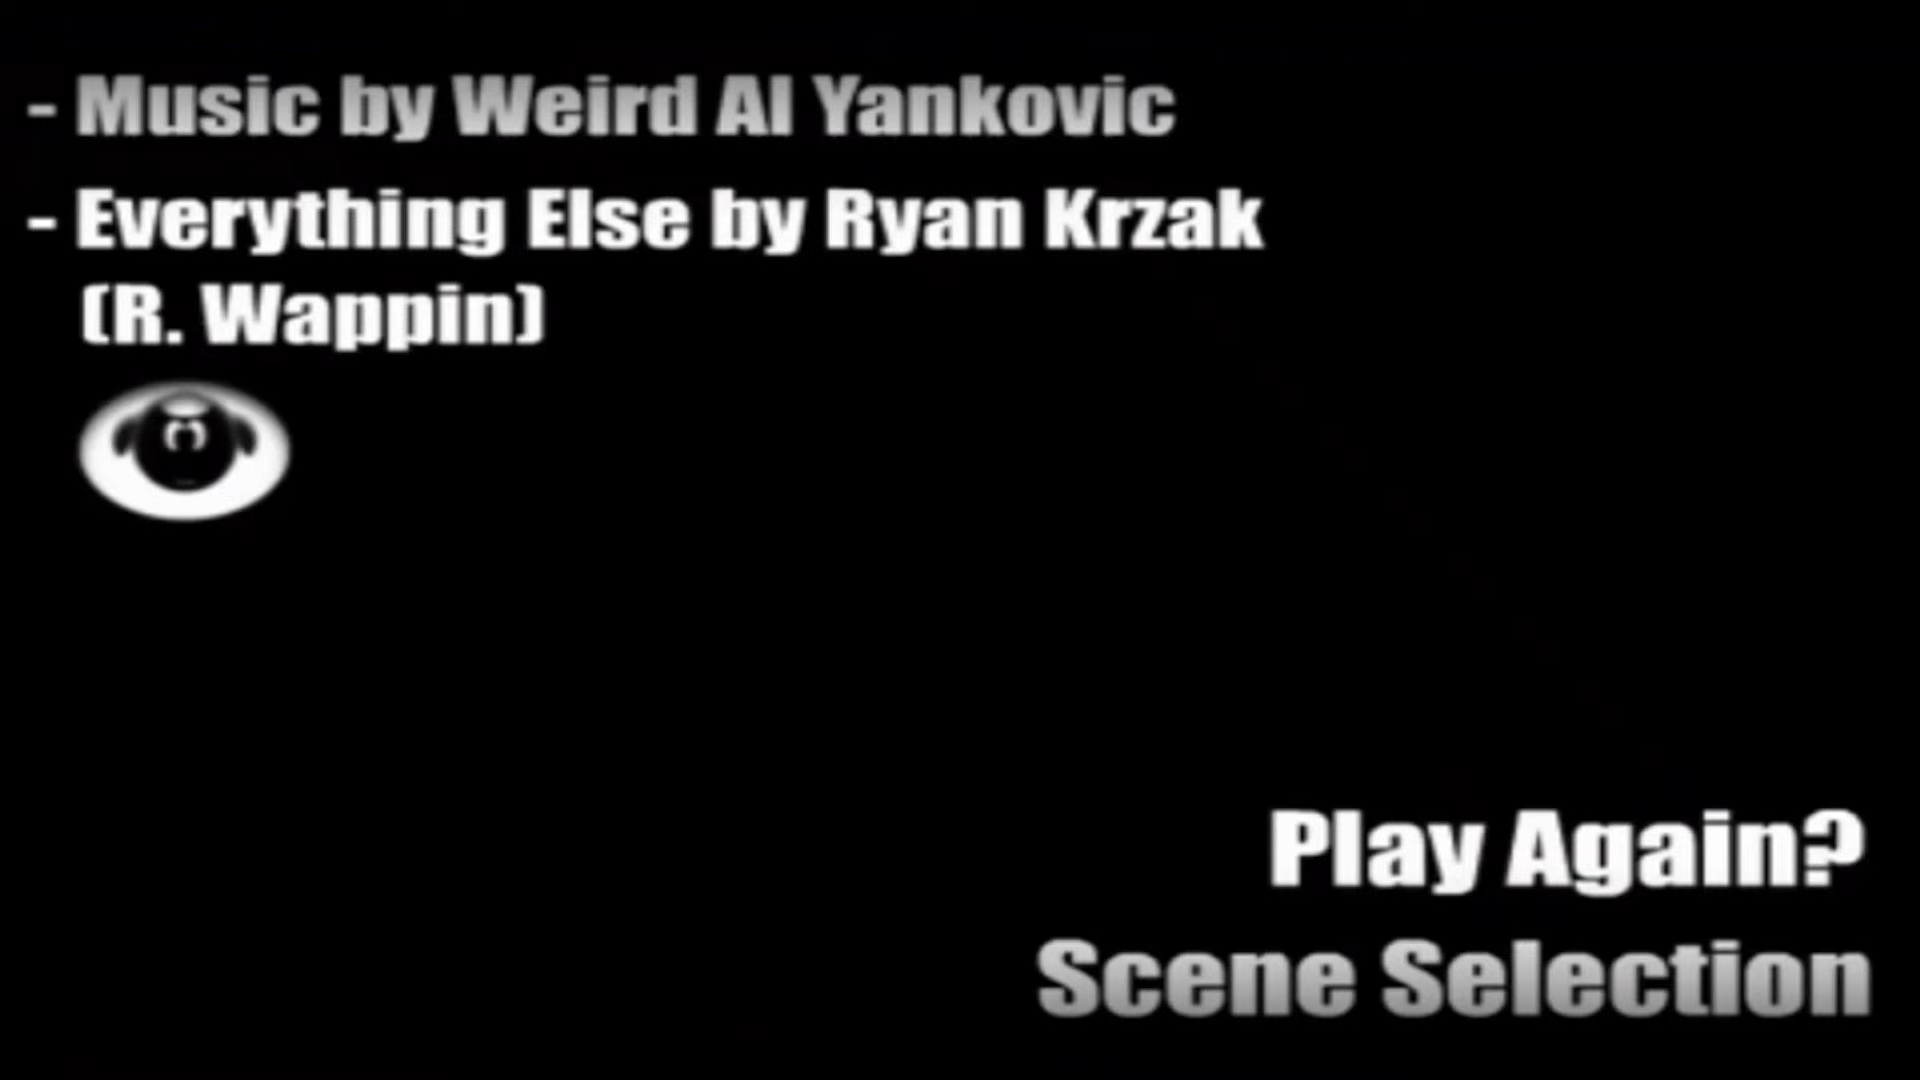 - Music by Weird Al Yankovic
- Everything Else by Ryan Krzak
(R. Wappin)
Play Again?
Scene Selection